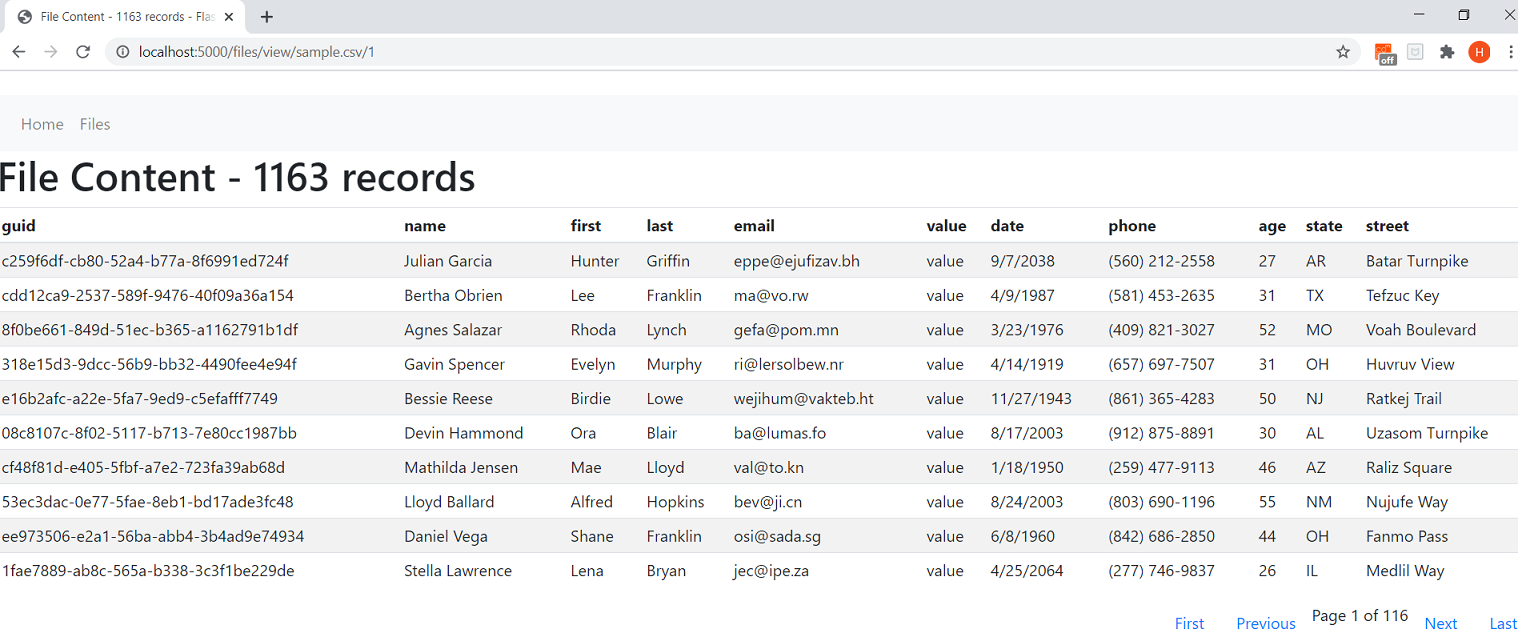 File Content - 1163 records - Flas
localhost:5000/files/view/sample.csv/1
off
H
Home Files
File Content - 1163 records
guid name first last email value date phone age state street
c259f6df-cb80-52a4-b77a-8f6991ed724f Julian Garcia Hunter Griffin eppe@ejufizav.bh value 9/7/2038 (560) 212-2558 27 AR Batar Turnpike
cdd12ca9-2537-589f-9476-40f09a36a154 Bertha Obrien Lee Franklin ma@vo.rw value 4/9/1987 (581) 453-2635 31 TX Tefzuc Key
8f0be661-849d-51ec-b365-a1162791b1df Agnes Salazar Rhoda Lynch gefa@pom.mn value 3/23/1976 (409) 821-3027 52 MO Voah Boulevard
318e15d3-9dcc-56b9-bb32-4490fee4e94f Gavin Spencer Evelyn Murphy ri@lersolbew.nr value 4/14/1919 (657) 697-7507 31 OH Huvruv View
e16b2afc-a22e-5fa7-9ed9-c5efafff7749 Bessie Reese Birdie Lowe wejihum@vakteb.ht value 11/27/1943 (861) 365-4283 50 NJ Ratkej Trail
08c8107c-8f02-5117-b713-7e80cc1987bb Devin Hammond Ora Blair ba@lumas.fo value 8/17/2003 (912) 875-8891 30 AL Uzasom Turnpike
cf48f81d-e405-5fbf-a7e2-723fa39ab68d Mathilda Jensen Mae Lloyd val@to.kn value 1/18/1950 (259) 477-9113 46 AZ Raliz Square
53ec3dac-0e77-5fae-8eb1-bd17ade3fc48 Lloyd Ballard Alfred Hopkins bev@ji.cn value 8/24/2003 (803) 690-1196 55 NM Nujufe Way
ee973506-e2a1-56ba-abb4-3b4ad9e74934 Daniel Vega Shane Franklin osi@sada.sg value 6/8/1960 (842) 686-2850 44 OH Fanmo Pass
1fae7889-ab8c-565a-b338-3c3f1be229de Stella Lawrence Lena Bryan jec@ipe.za value 4/25/2064 (277) 746-9837 26 IL Medlil Way
First Previous Page 1 of 116 Next Last